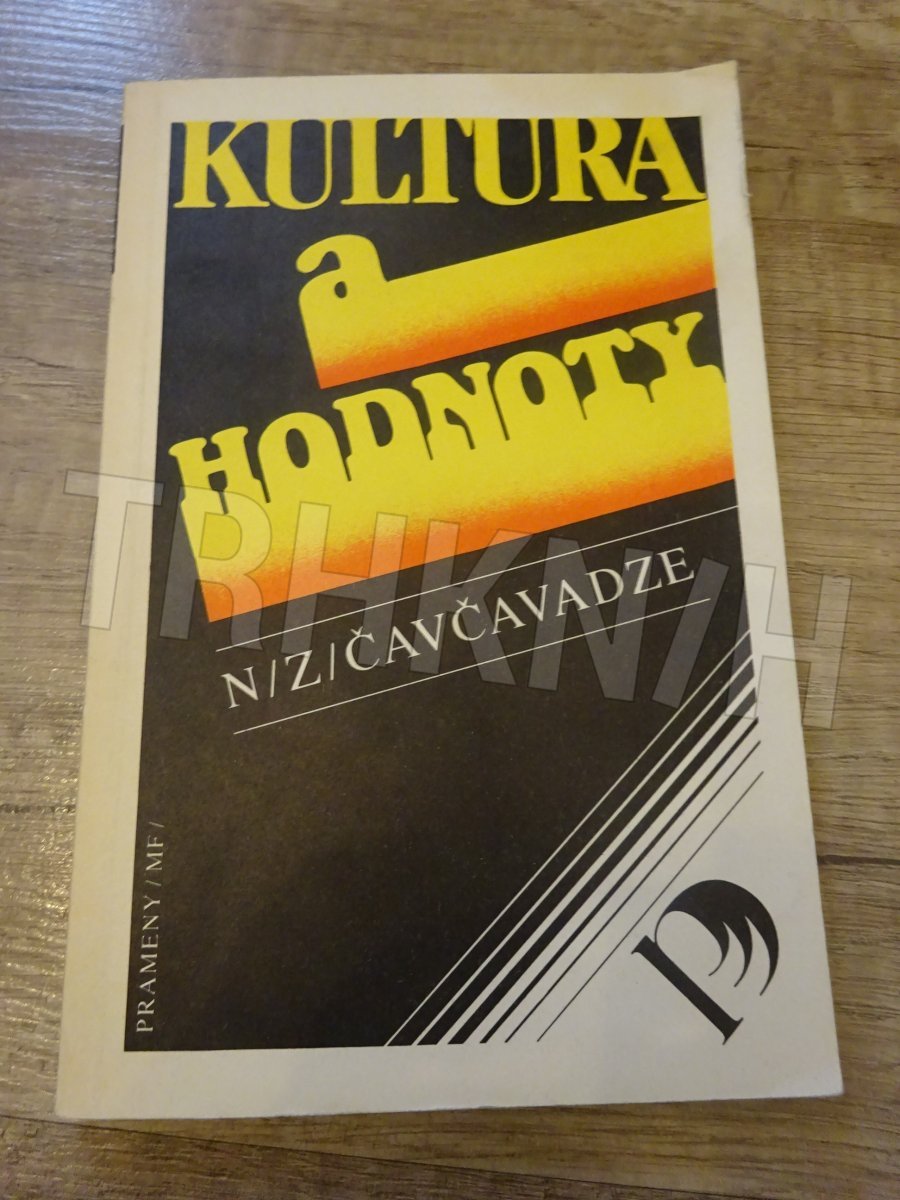 KULTURA
a
HODNOTY
N/Z/ČAVČAVADZE
PRAMENY/MF/
p
TRHKNIH